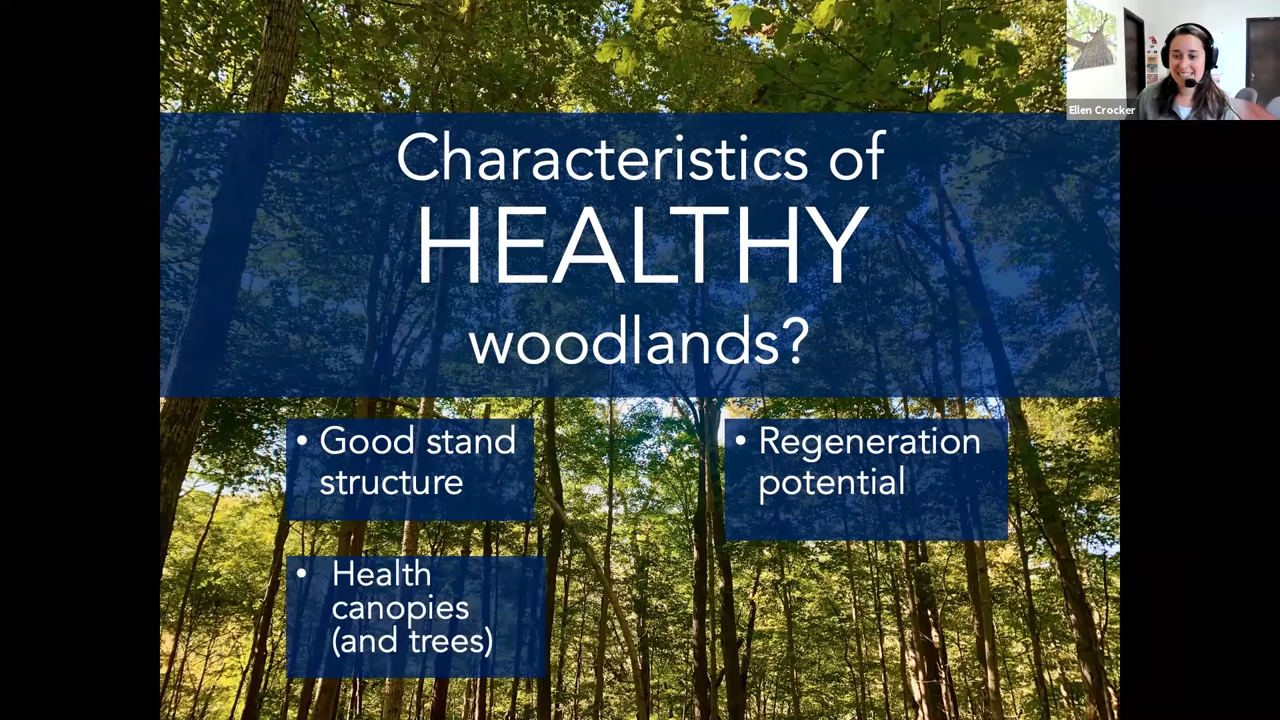 Ellen Crocker
Characteristics of
HEALTHY
woodlands?
• Good stand
structure
• Regeneration
potential
• Health
canopies
(and trees)